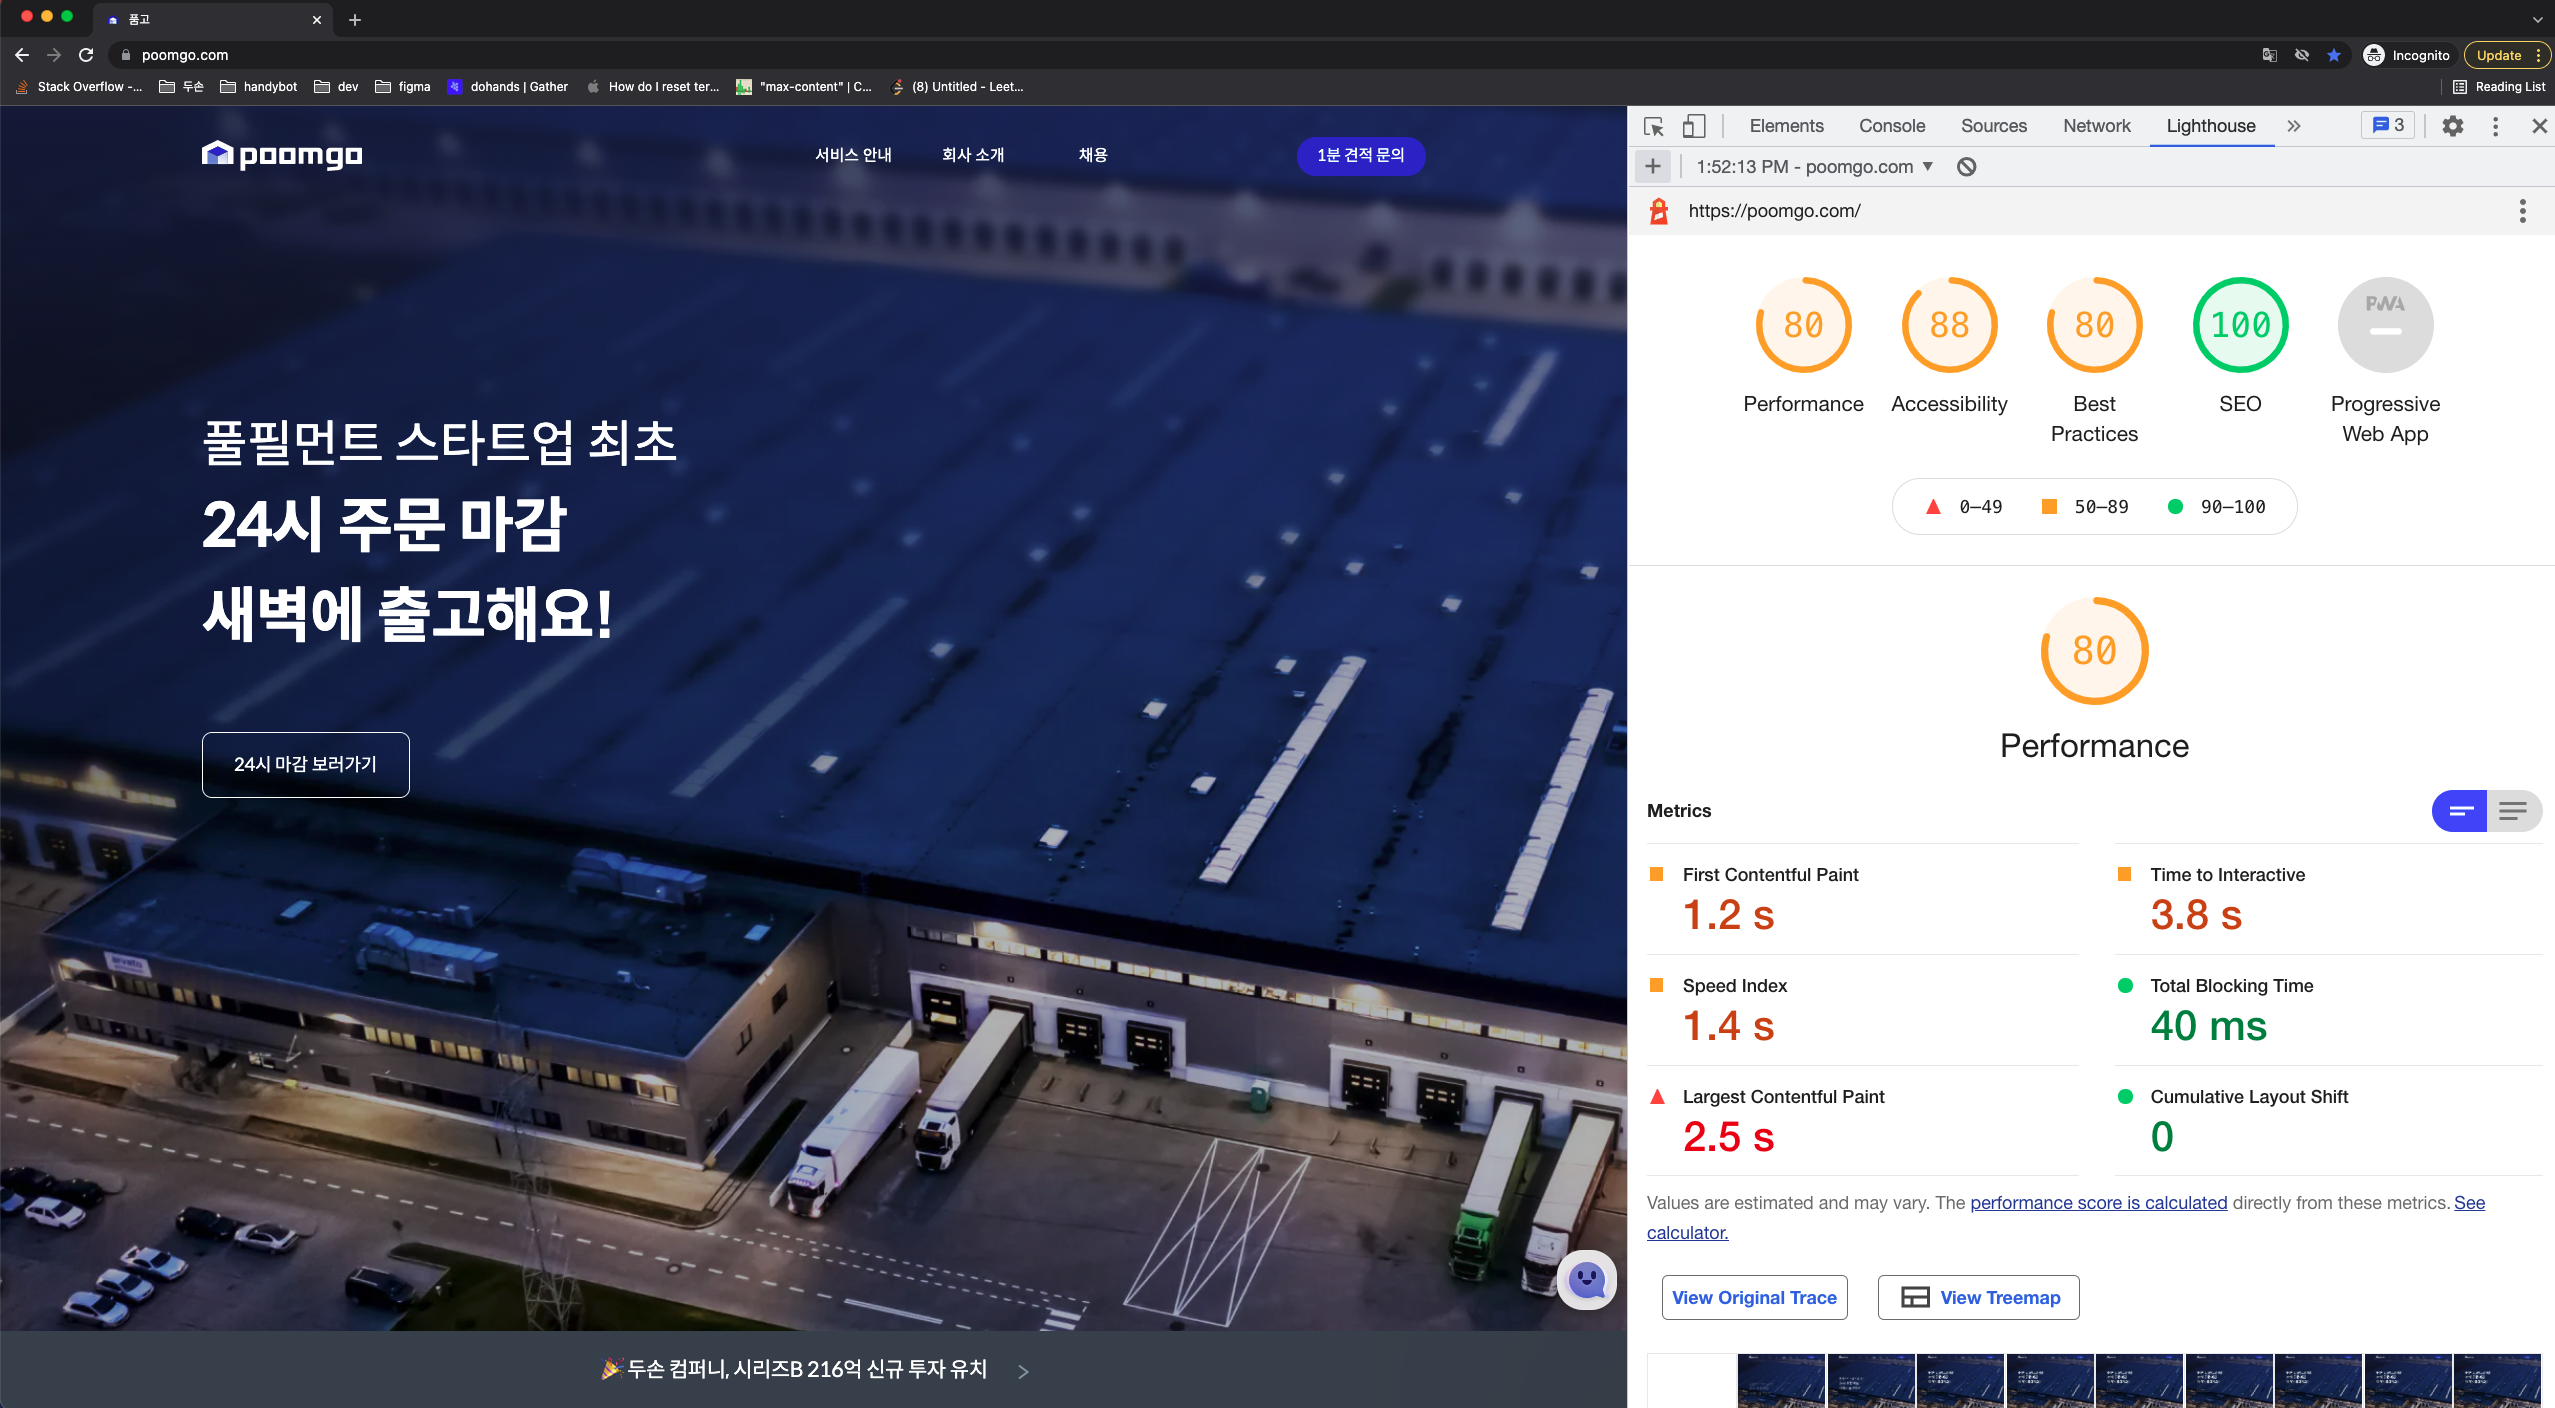 품고
poomgo.com
Incognito
Update
Stack Overflow -...
두손
handybot
dev
figma
dohands | Gather
How do I reset ter...
"max-content" | C...
(8) Untitled - Leet...
Reading List
poomgo
서비스 안내
회사 소개
채용
1분 견적 문의
풀필먼트 스타트업 최초
24시 주문 마감
새벽에 출고해요!
24시 마감 보러가기
arvato
🎉두손 컴퍼니, 시리즈B 216억 신규 투자 유치 >
Elements
Console
Sources
Network
Lighthouse
3
1:52:13 PM - poomgo.com
https://poomgo.com/
80
88
80
100
PWA
Performance
Accessibility
Best
Practices
SEO
Progressive
Web App
0–49
50–89
90–100
80
Performance
Metrics
First Contentful Paint
1.2 s
Time to Interactive
3.8 s
Speed Index
1.4 s
Total Blocking Time
40 ms
Largest Contentful Paint
2.5 s
Cumulative Layout Shift
0
Values are estimated and may vary. The performance score is calculated directly from these metrics. See
calculator.
View Original Trace
View Treemap